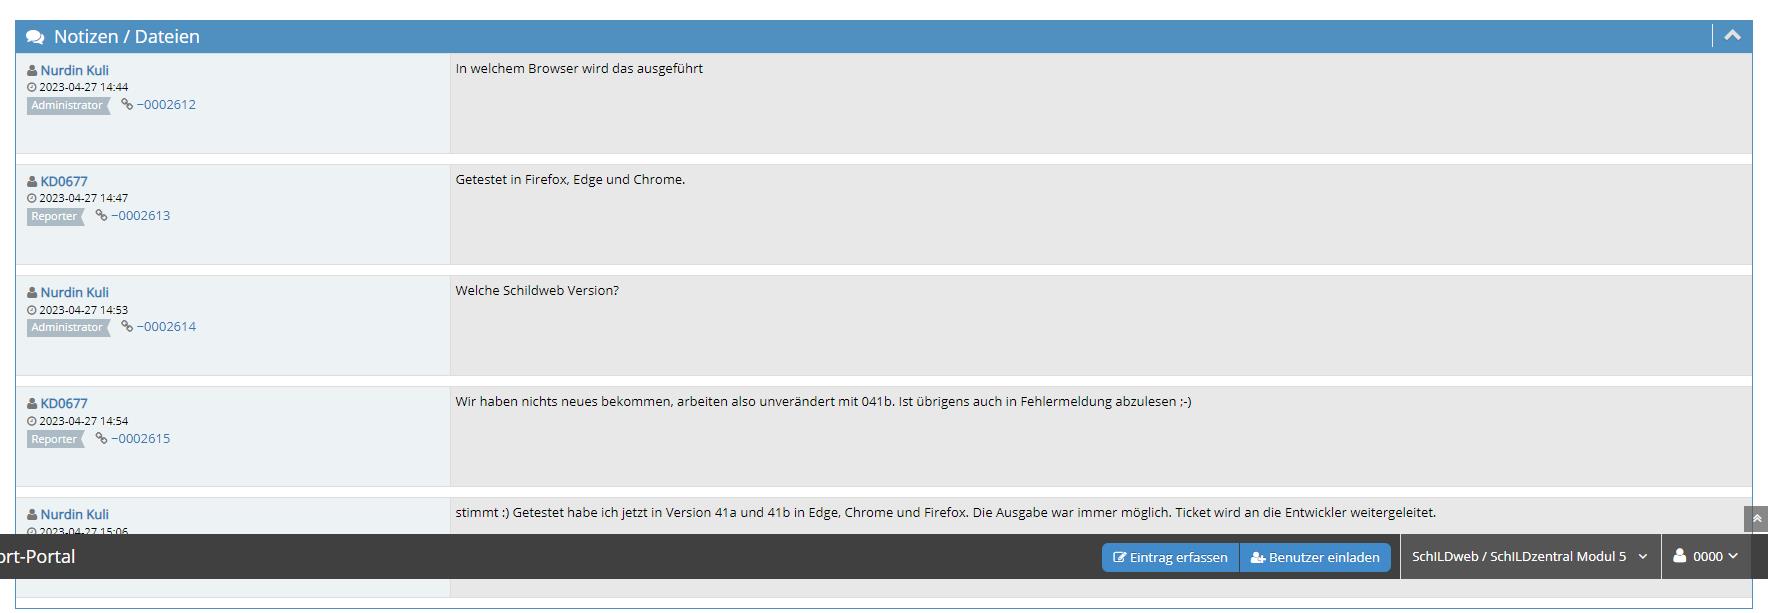 Notizen / Dateien
Nurdin Kuli
In welchem Browser wird das ausgeführt
2023-04-27 14:44
Administrator ~0002612
KD0677
Getestet in Firefox, Edge und Chrome.
2023-04-27 14:47
Reporter ~0002613
Nurdin Kuli
Welche Schildweb Version?
2023-04-27 14:53
Administrator ~0002614
KD0677
Wir haben nichts neues bekommen, arbeiten also unverändert mit 041b. Ist übrigens auch in Fehlermeldung abzulesen ;-)
2023-04-27 14:54
Reporter ~0002615
Nurdin Kuli
stimmt :) Getestet habe ich jetzt in Version 41a und 41b in Edge, Chrome und Firefox. Die Ausgabe war immer möglich. Ticket wird an die Entwickler weitergeleitet.
2023-04-27 15:06
ort-Portal
Eintrag erfassen Benutzer einladen SchILDweb / SchILDzentral Modul 5 0000